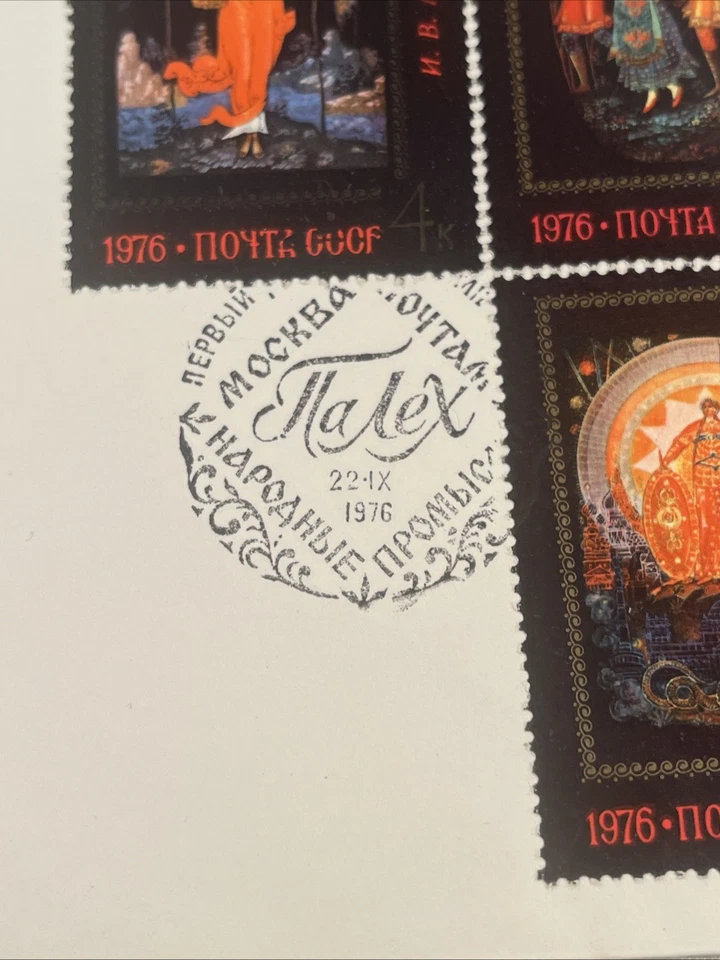 И. В.
1976 • ПОЧТА СССР
4к
1976 • ПОЧТА
ПЕРВЫЙ
МОСКВА ПОЧТАМ
Палех
22·IX
1976
НАРОДНЫЕ ПРОМЫС
1976 • ПО